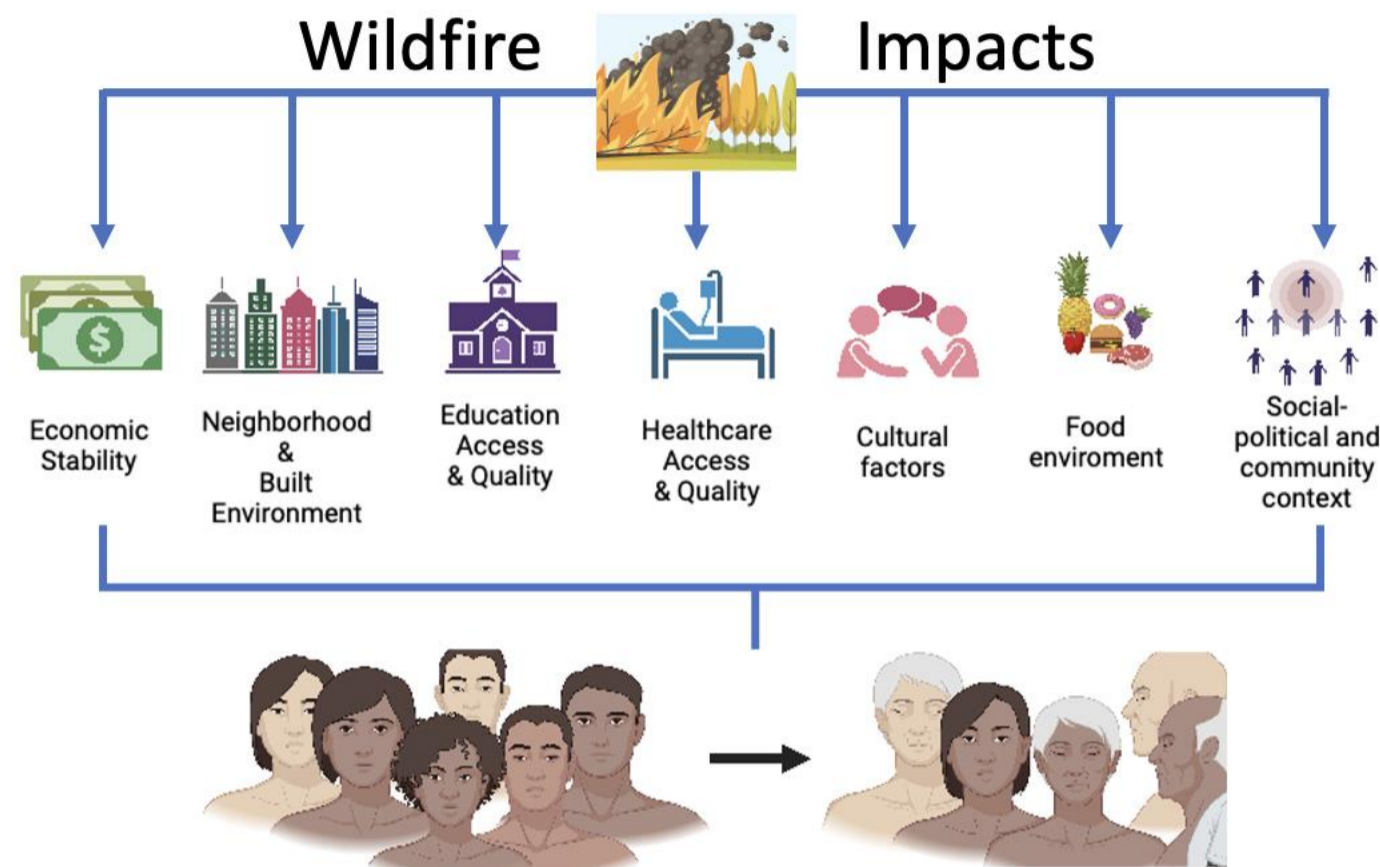 Wildfire Impacts
Economic
Stability
Neighborhood
&
Built
Environment
Education
Access
& Quality
Healthcare
Access
& Quality
Cultural
factors
Food
enviroment
Social-
political and
community
context